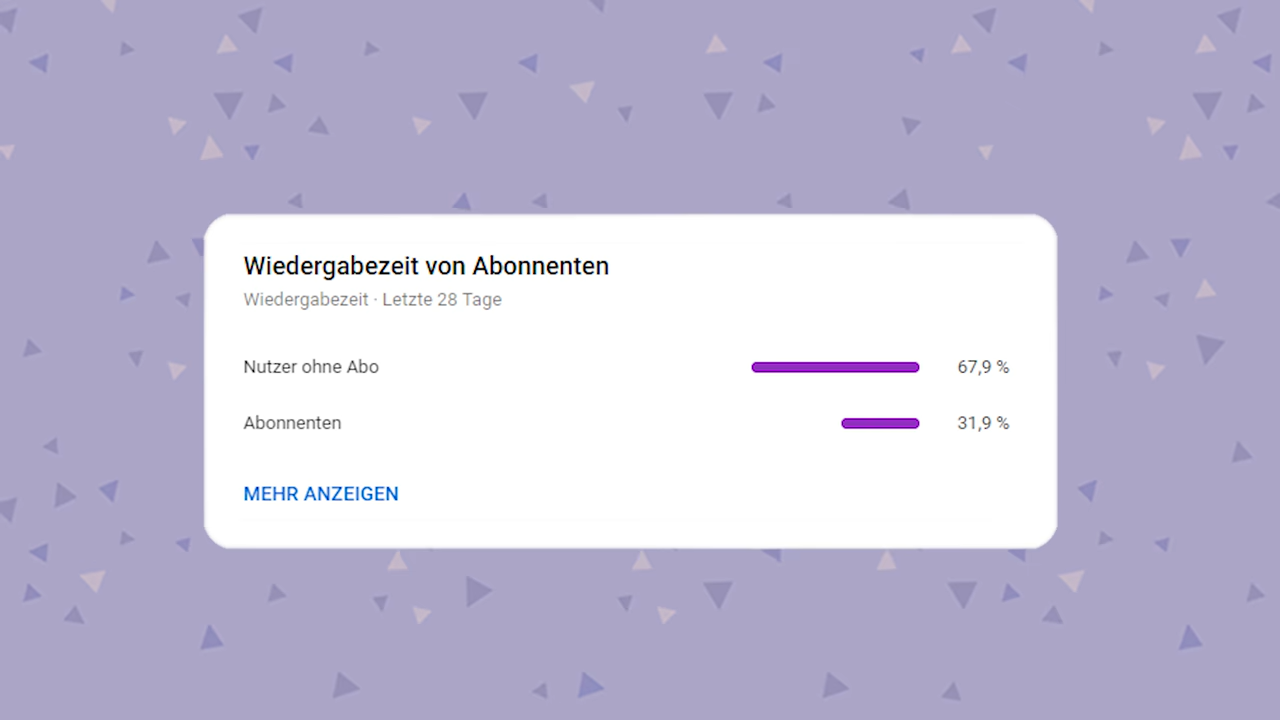 Wiedergabezeit von Abonnenten
Wiedergabezeit · Letzte 28 Tage
Nutzer ohne Abo 67,9 %
Abonnenten 31,9 %
MEHR ANZEIGEN